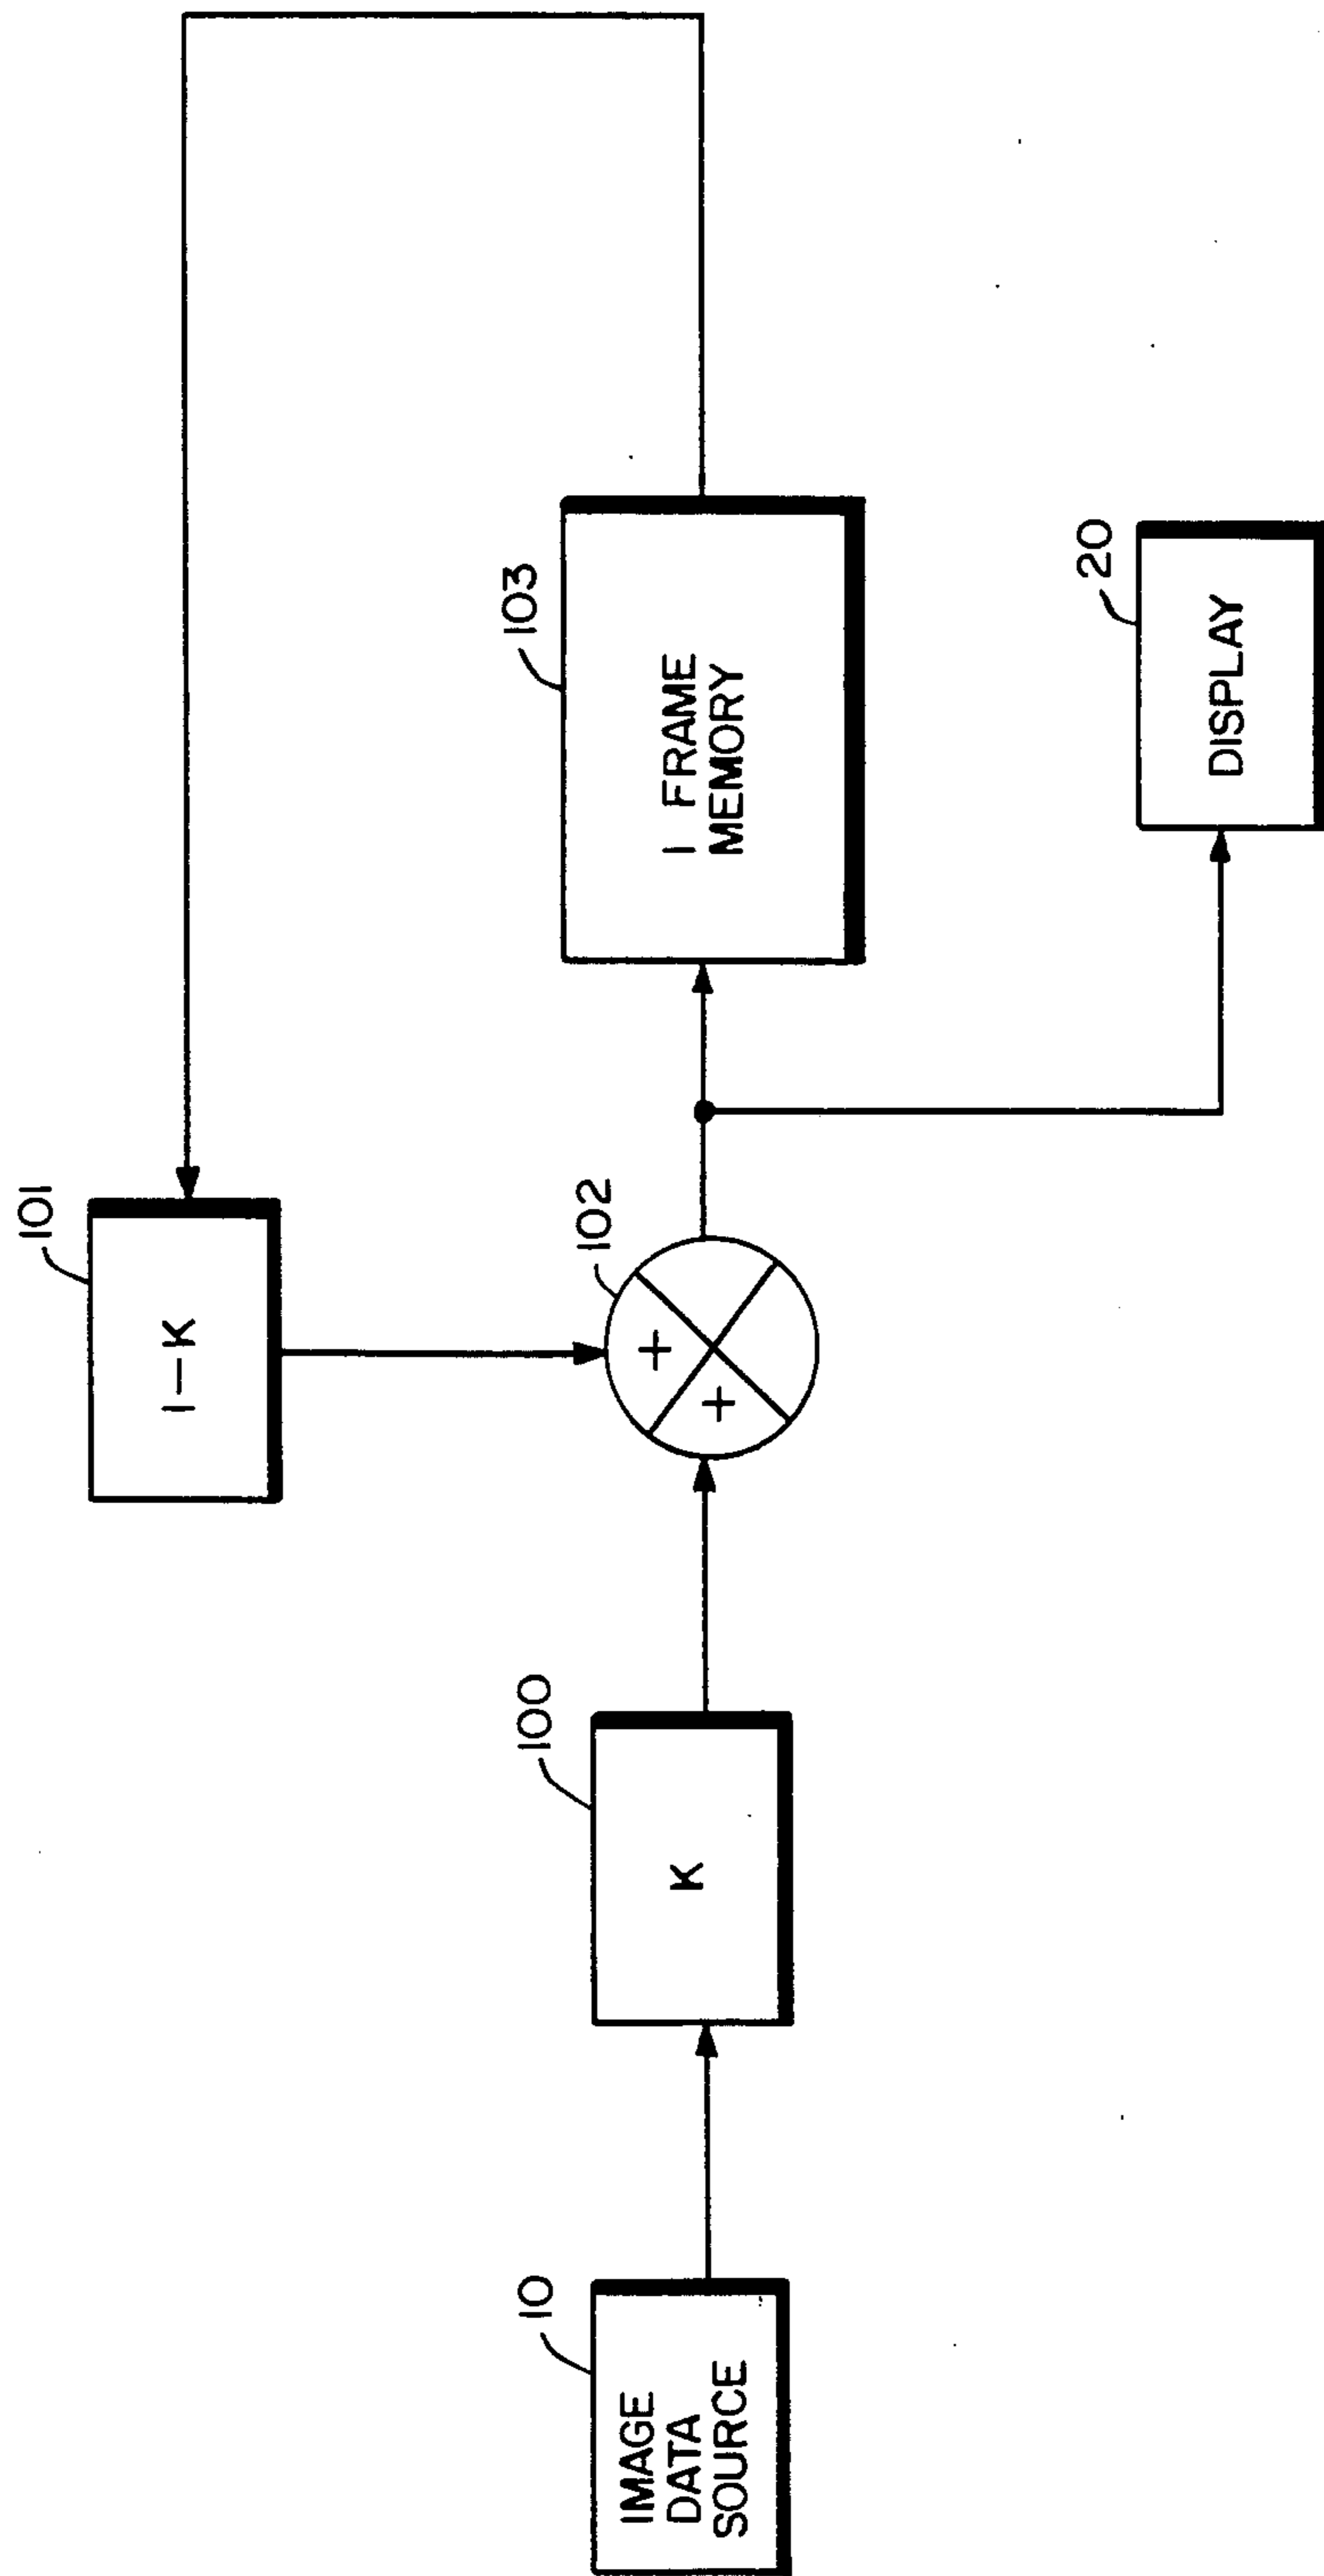 10
IMAGE
DATA
SOURCE
100
K
101
1-K
102
+
+
103
1 FRAME
MEMORY
20
DISPLAY